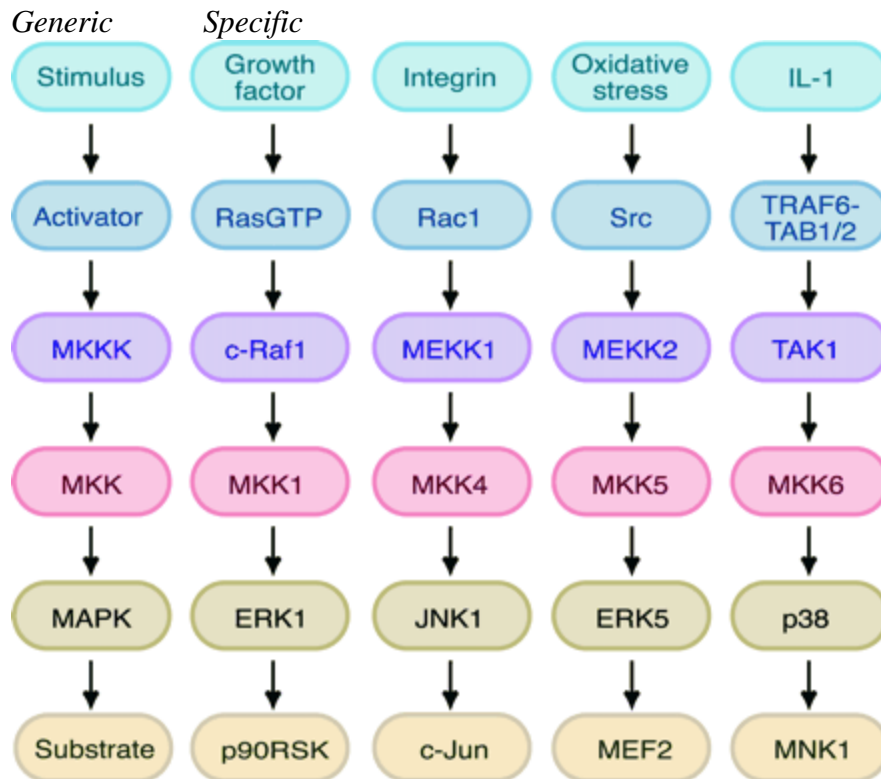 Generic Specific
Stimulus
Growth
factor
Integrin
Oxidative
stress
IL-1
Activator
RasGTP
Rac1
Src
TRAF6-
TAB1/2
MKKK
c-Raf1
MEKK1
MEKK2
TAK1
MKK
MKK1
MKK4
MKK5
MKK6
MAPK
ERK1
JNK1
ERK5
p38
Substrate
p90RSK
c-Jun
MEF2
MNK1